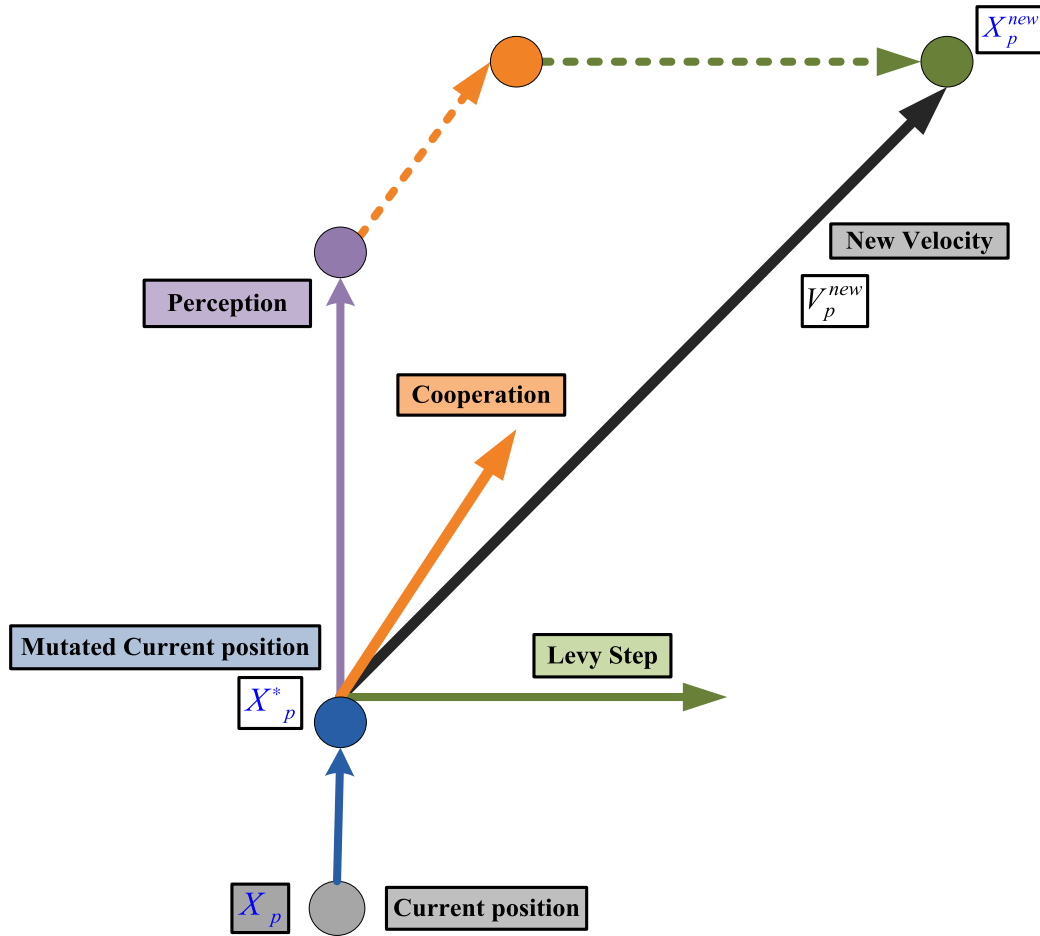 X_p^{new}
New Velocity
V_p^{new}
Perception
Cooperation
Mutated Current position
Levy Step
X^*_p
X_p
Current position